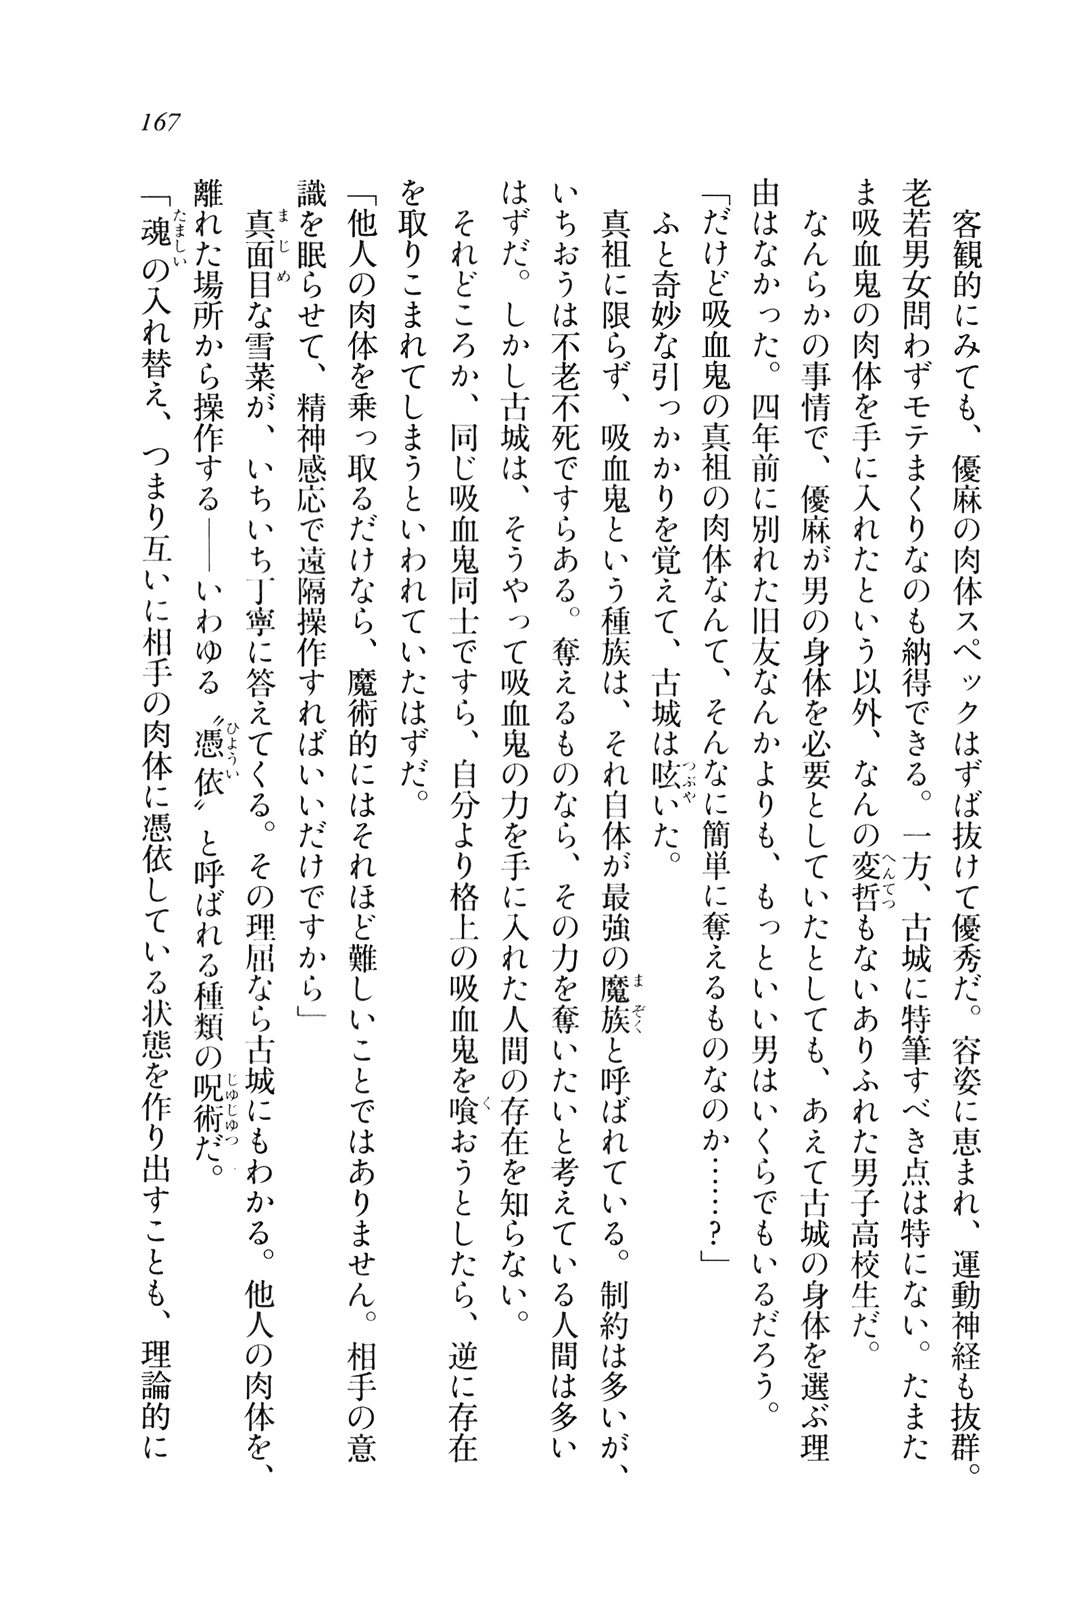 167
　客観的にみても、優麻の肉体スペックはずば抜けて優秀だ。容姿に恵まれ、運動神経も抜群。
老若男女問わずモテまくりなのも納得できる。一方、古城に特筆すべき点は特にない。たまた
ま吸血鬼の肉体を手に入れたという以外、なんの変哲もないありふれた男子高校生だ。
　なんらかの事情で、優麻が男の身体を必要としていたとしても、あえて古城の身体を選ぶ理
由はなかった。四年前に別れた旧友なんかよりも、もっといい男はいくらでもいるだろう。
「だけど吸血鬼の真祖の肉体なんて、そんなに簡単に奪えるものなのか……？」
　ふと奇妙な引っかかりを覚えて、古城は呟いた。
　真祖に限らず、吸血鬼という種族は、それ自体が最強の魔族と呼ばれている。制約は多いが、
いちおうは不老不死ですらある。奪えるものなら、その力を奪いたいと考えている人間は多い
はずだ。しかし古城は、そうやって吸血鬼の力を手に入れた人間の存在を知らない。
　それどころか、同じ吸血鬼同士ですら、自分より格上の吸血鬼を喰おうとしたら、逆に存在
を取りこまれてしまうといわれていたはずだ。
「他人の肉体を乗っ取るだけなら、魔術的にはそれほど難しいことではありません。相手の意
識を眠らせて、精神感応で遠隔操作すればいいだけですから」
　真面目な雪菜が、いちいち丁寧に答えてくる。その理屈なら古城にもわかる。他人の肉体を、
離れた場所から操作する――いわゆる〝憑依〟と呼ばれる種類の呪術だ。
「魂の入れ替え、つまり互いに相手の肉体に憑依している状態を作り出すことも、理論的に